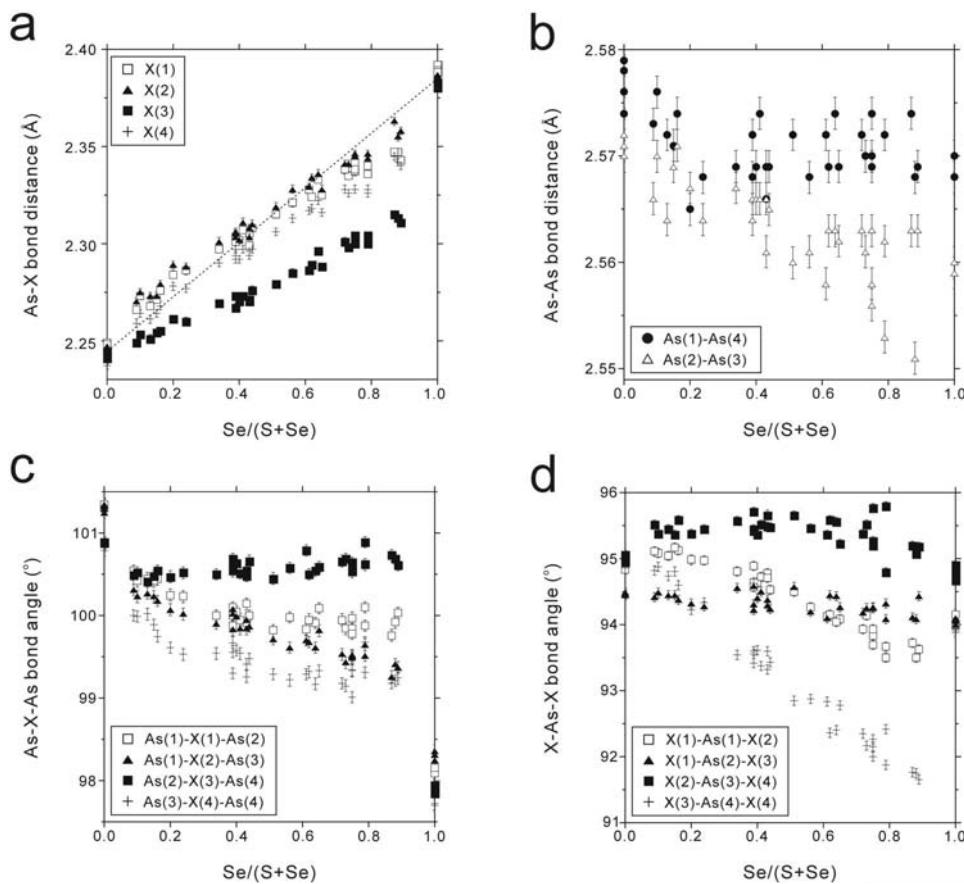 a
2.40
2.35
2.30
2.25
As-X bond distance (Å)
X(1)
X(2)
X(3)
X(4)
0.0 0.2 0.4 0.6 0.8 1.0
Se/(S+Se)
b
2.58
2.57
2.56
2.55
As-As bond distance (Å)
As(1)-As(4)
As(2)-As(3)
0.0 0.2 0.4 0.6 0.8 1.0
Se/(S+Se)
c
101
100
99
98
As-X-As bond angle (°)
As(1)-X(1)-As(2)
As(1)-X(2)-As(3)
As(2)-X(3)-As(4)
As(3)-X(4)-As(4)
0.0 0.2 0.4 0.6 0.8 1.0
Se/(S+Se)
d
96
95
94
93
92
91
X-As-X bond angle (°)
X(1)-As(1)-X(2)
X(1)-As(2)-X(3)
X(2)-As(3)-X(4)
X(3)-As(4)-X(4)
0.0 0.2 0.4 0.6 0.8 1.0
Se/(S+Se)